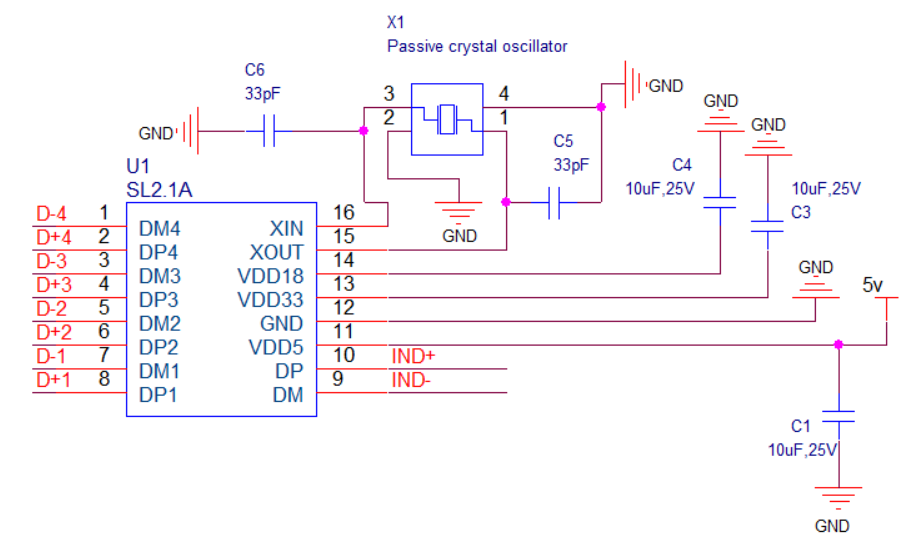 X1
Passive crystal oscillator
C6
33pF
3
4
GND
GND
2
1
GND
GND
C5
33pF
C4
10uF,25V
10uF,25V
C3
U1
SL2.1A
GND
D-4 1 DM4 XIN 16
D+4 2 DP4 XOUT 15
D-3 3 DM3 VDD18 14
D+3 4 DP3 VDD33 13
D-2 5 DM2 GND 12
D+2 6 DP2 VDD5 11
D-1 7 DM1 DP 10 IND+
D+1 8 DP1 DM 9 IND-
GND
5v
C1
10uF,25V
GND